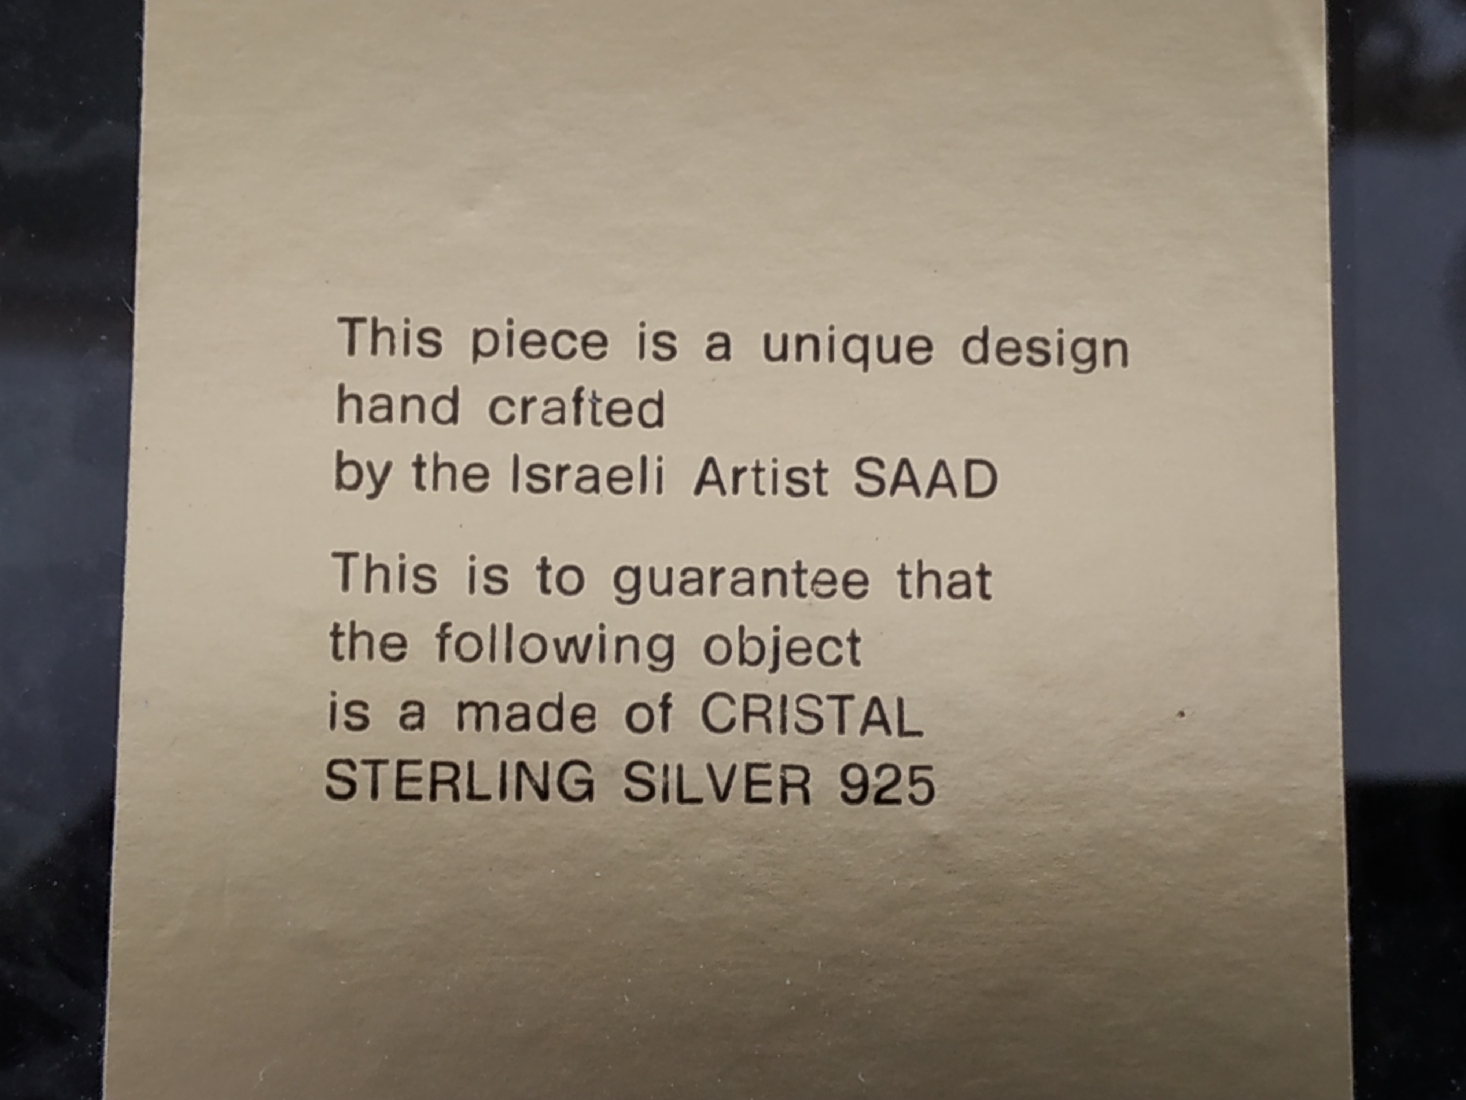 This piece is a unique design
hand crafted
by the Israeli Artist SAAD
This is to guarantee that
the following object
is a made of CRISTAL
STERLING SILVER 925